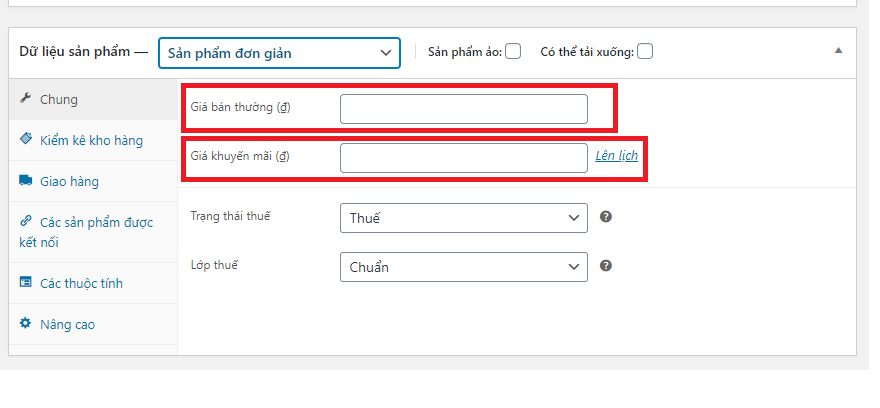 Dữ liệu sản phẩm — Sản phẩm đơn giản Sản phẩm ảo: Có thể tải xuống:
Chung
Kiểm kê kho hàng
Giao hàng
Các sản phẩm được
kết nối
Các thuộc tính
Nâng cao
Giá bán thường (₫)
Giá khuyến mãi (₫) Lên lịch
Trạng thái thuế Thuế
Lớp thuế Chuẩn